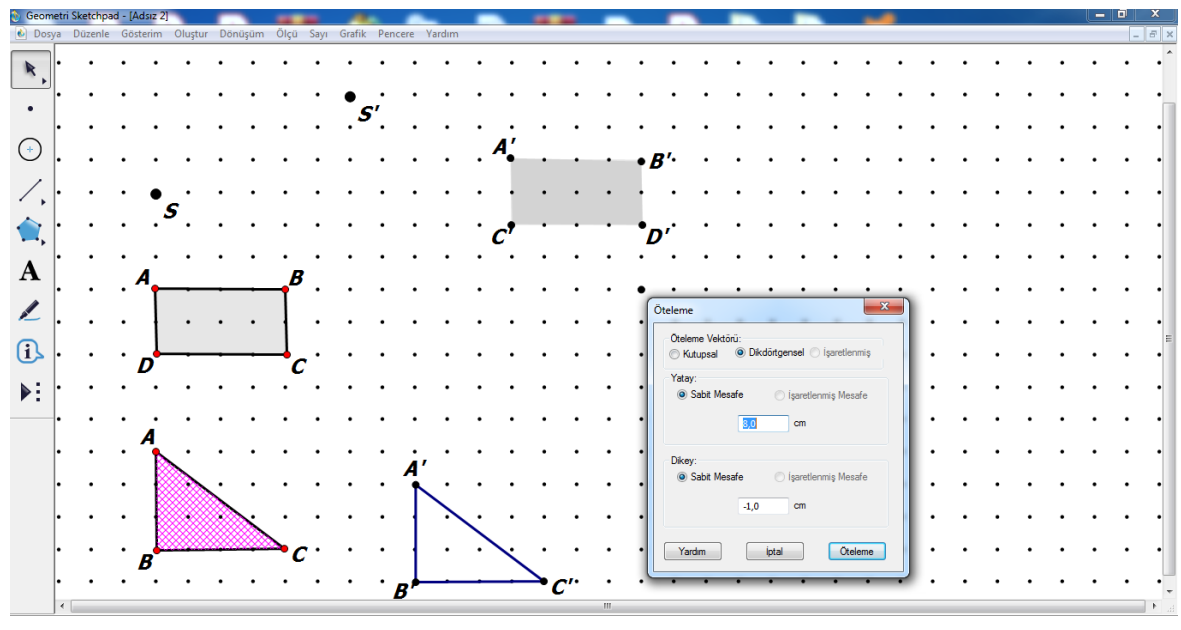 Geometri Sketchpad - [Adsız 2]
Dosya Düzenle Gösterim Oluştur Dönüşüm Ölçü Sayı Grafik Pencere Yardım
S'
A'
B'
S
C'
D'
A
B
D
C
A
A
B
C
A'
B'
C'
Öteleme
Öteleme Vektörü:
Kutupsal Dikdörtgensel İşaretlenmiş
Yatay:
Sabit Mesafe İşaretlenmiş Mesafe
8,0 cm
Dikey:
Sabit Mesafe İşaretlenmiş Mesafe
-1,0 cm
Yardım İptal Öteleme